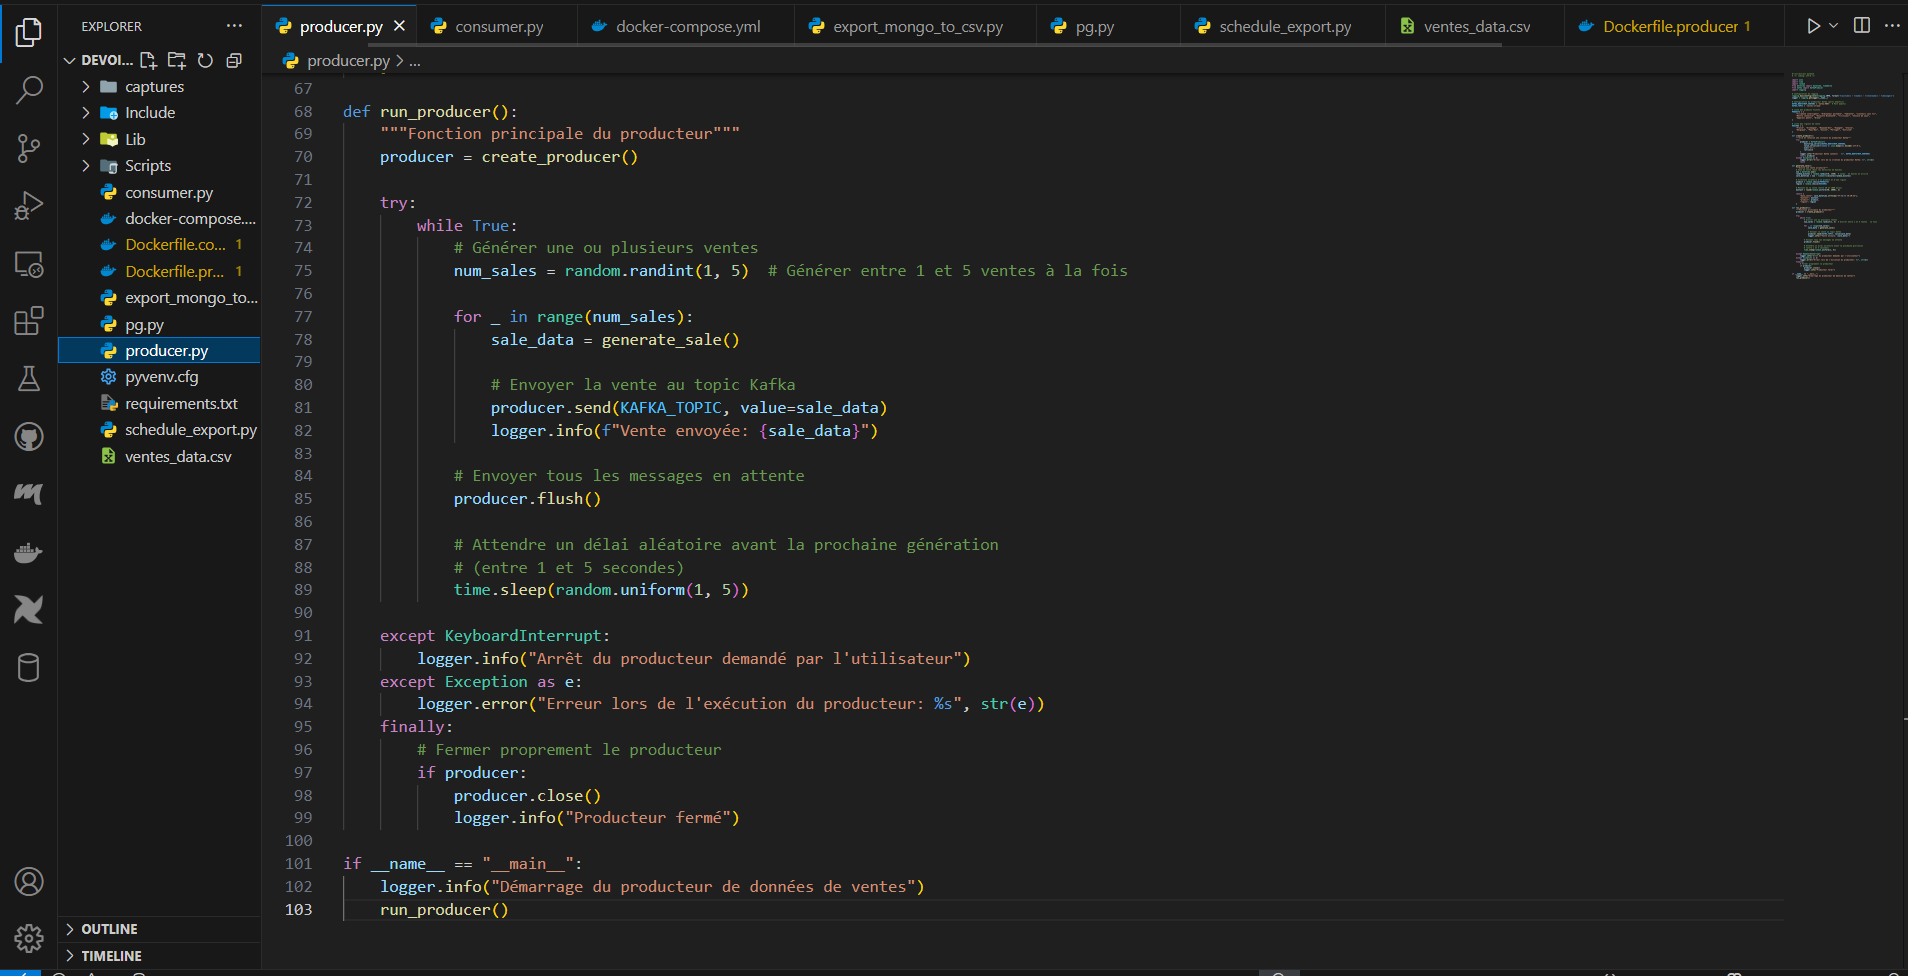 EXPLORER
producer.py
consumer.py
docker-compose.yml
export_mongo_to_csv.py
pg.py
schedule_export.py
ventes_data.csv
Dockerfile.producer 1
DEVOI...
producer.py > ...
captures
Include
Lib
Scripts
consumer.py
docker-compose....
Dockerfile.co... 1
Dockerfile.pr... 1
export_mongo_to...
pg.py
producer.py
pyvenv.cfg
requirements.txt
schedule_export.py
ventes_data.csv
OUTLINE
TIMELINE
67
68 def run_producer():
69 """Fonction principale du producteur"""
70 producer = create_producer()
71
72 try:
73 while True:
74 # Générer une ou plusieurs ventes
75 num_sales = random.randint(1, 5)  # Générer entre 1 et 5 ventes à la fois
76
77 for _ in range(num_sales):
78 sale_data = generate_sale()
79
80 # Envoyer la vente au topic Kafka
81 producer.send(KAFKA_TOPIC, value=sale_data)
82 logger.info(f"Vente envoyée: {sale_data}")
83
84 # Envoyer tous les messages en attente
85 producer.flush()
86
87 # Attendre un délai aléatoire avant la prochaine génération
88 # (entre 1 et 5 secondes)
89 time.sleep(random.uniform(1, 5))
90
91 except KeyboardInterrupt:
92 logger.info("Arrêt du producteur demandé par l'utilisateur")
93 except Exception as e:
94 logger.error("Erreur lors de l'exécution du producteur: %s", str(e))
95 finally:
96 # Fermer proprement le producteur
97 if producer:
98 producer.close()
99 logger.info("Producteur fermé")
100
101 if __name__ == "__main__":
102 logger.info("Démarrage du producteur de données de ventes")
103 run_producer()